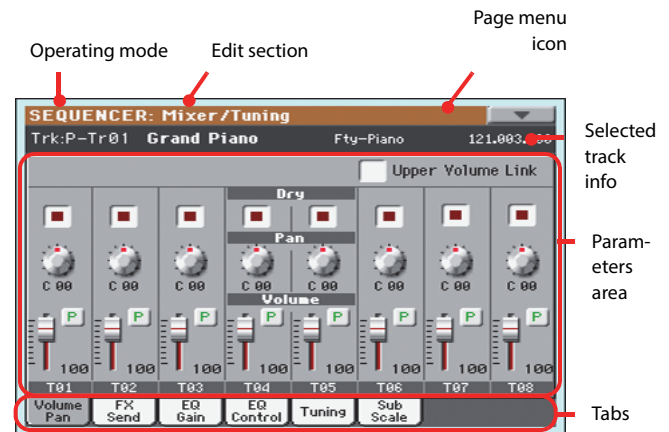 Page menu
icon
Operating mode
Edit section
SEQUENCER: Mixer/Tuning
Trk:P-Tr01 Grand Piano Fty-Piano
Selected
track
info
Upper Volume Link
Dry
Pan
C 00 C 00 C 00 C 00 C 00 C 00 C 00 C 00
Param-
eters
area
Volume
P P P P P P P P
100 100 100 100 100 100 100 100
T01 T02 T03 T04 T05 T06 T07 T08
Volume Pan FX Send EQ Gain EQ Control Tuning Sub Scale
Tabs